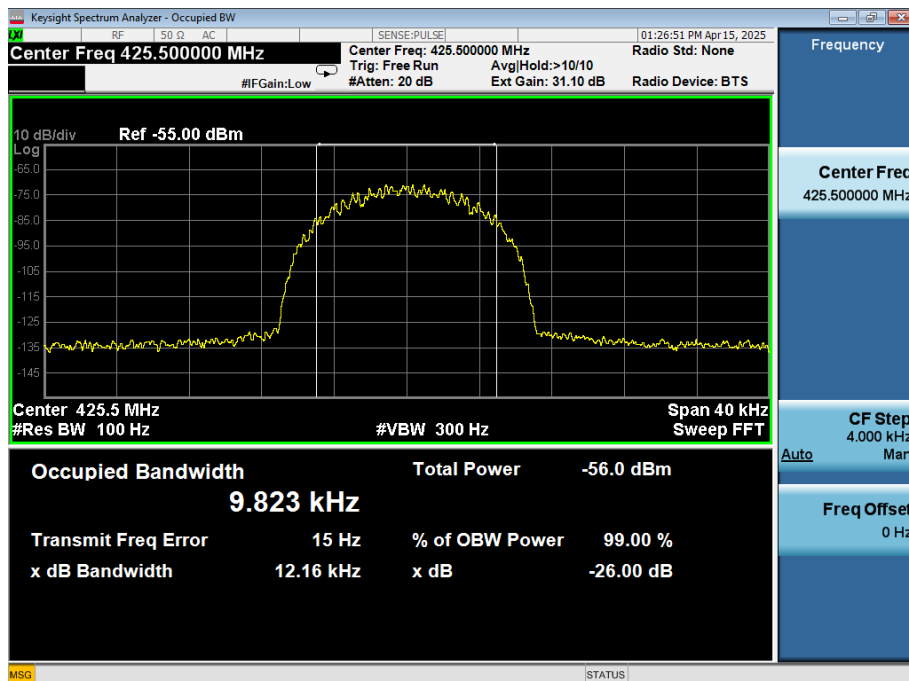 Keysight Spectrum Analyzer - Occupied BW
LXI RF 50 Ω AC SENSE:PULSE 01:26:51 PM Apr 15, 2025
Center Freq 425.500000 MHz
Center Freq: 425.500000 MHz Radio Std: None
Trig: Free Run Avg|Hold:>10/10
#IFGain:Low #Atten: 20 dB Ext Gain: 31.10 dB Radio Device: BTS
10 dB/div Ref -55.00 dBm
Log
-65.0
-75.0
-85.0
-95.0
-105
-115
-125
-135
-145
Center 425.5 MHz Span 40 kHz
#Res BW 100 Hz #VBW 300 Hz Sweep FFT
Occupied Bandwidth Total Power -56.0 dBm
9.823 kHz
Transmit Freq Error 15 Hz % of OBW Power 99.00 %
x dB Bandwidth 12.16 kHz x dB -26.00 dB
MSG STATUS
Frequency
Center Freq
425.500000 MHz
CF Step
4.000 kHz
Auto Man
Freq Offset
0 Hz